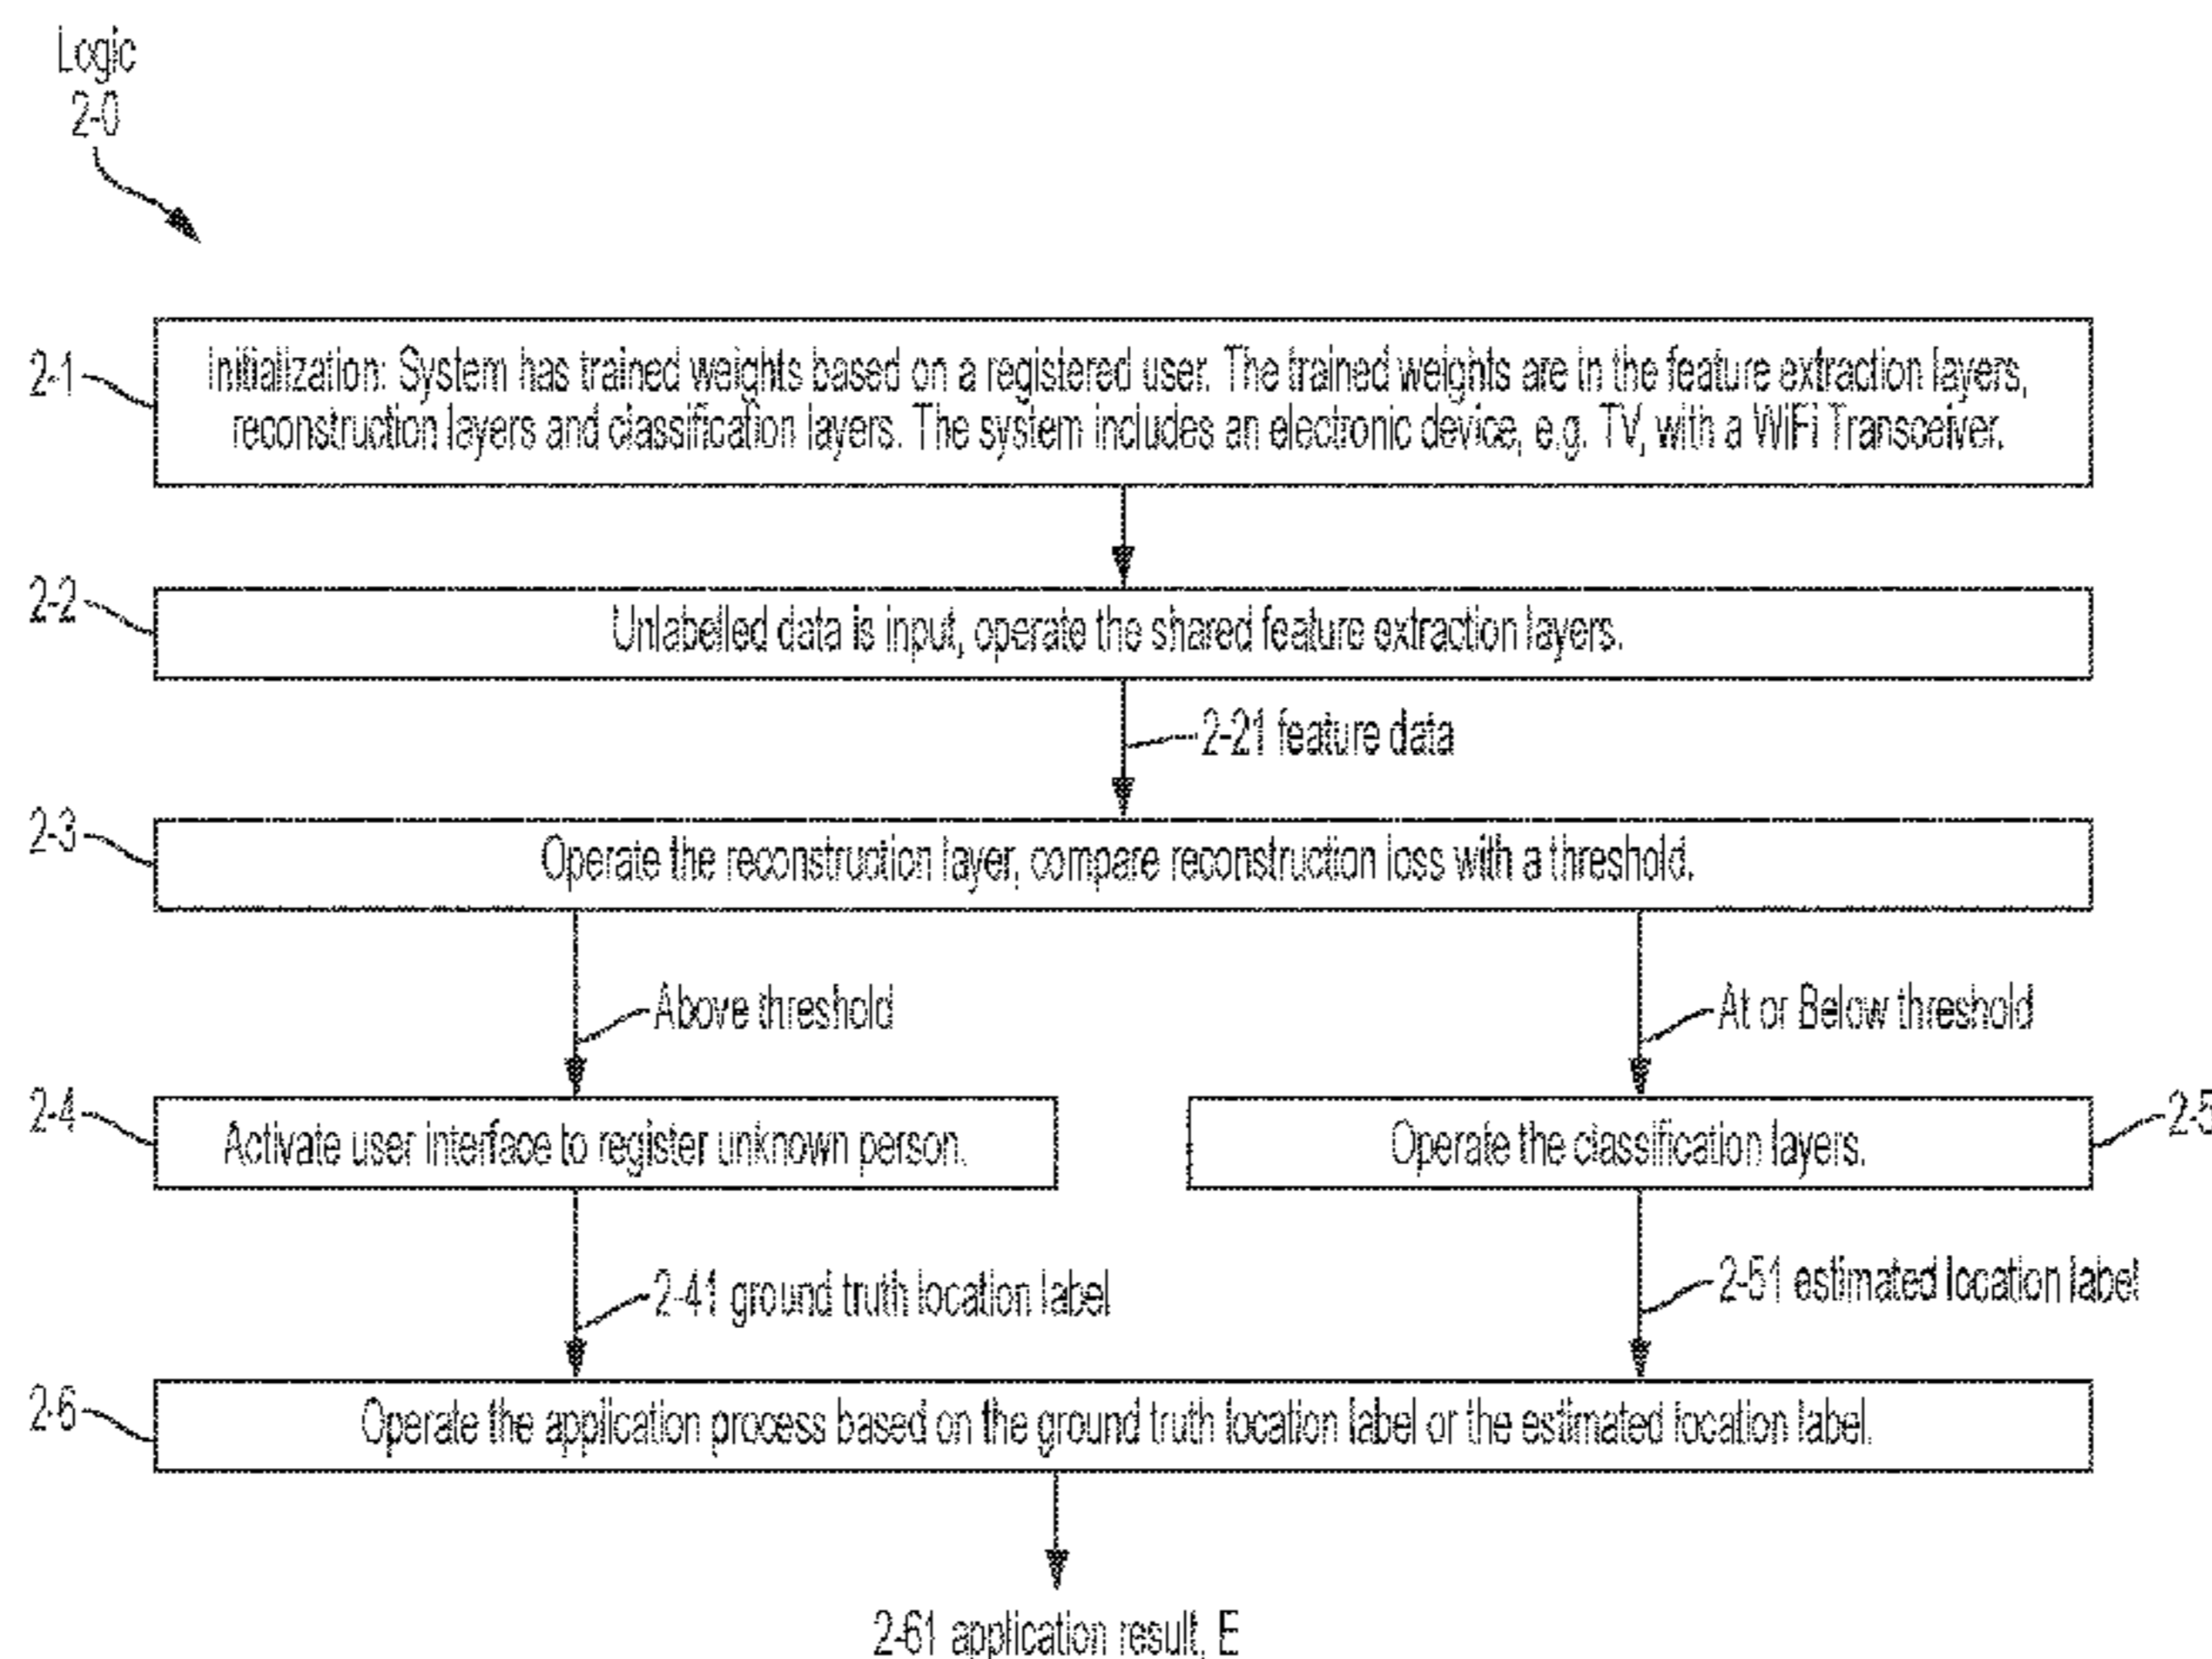 Logic
2-0
2-1
Initialization: System has trained weights based on a registered user. The trained weights are in the feature extraction layers,
reconstruction layers and classification layers. The system includes an electronic device, e.g. TV, with a WiFi Transceiver.
2-2
Unlabelled data is input, operate the shared feature extraction layers.
2-21 feature data
2-3
Operate the reconstruction layer, compare reconstruction loss with a threshold.
Above threshold
At or Below threshold
2-4
Activate user interface to register unknown person.
Operate the classification layers.
2-5
2-41 ground truth location label
2-51 estimated location label
2-6
Operate the application process based on the ground truth location label or the estimated location label.
2-61 application result, E